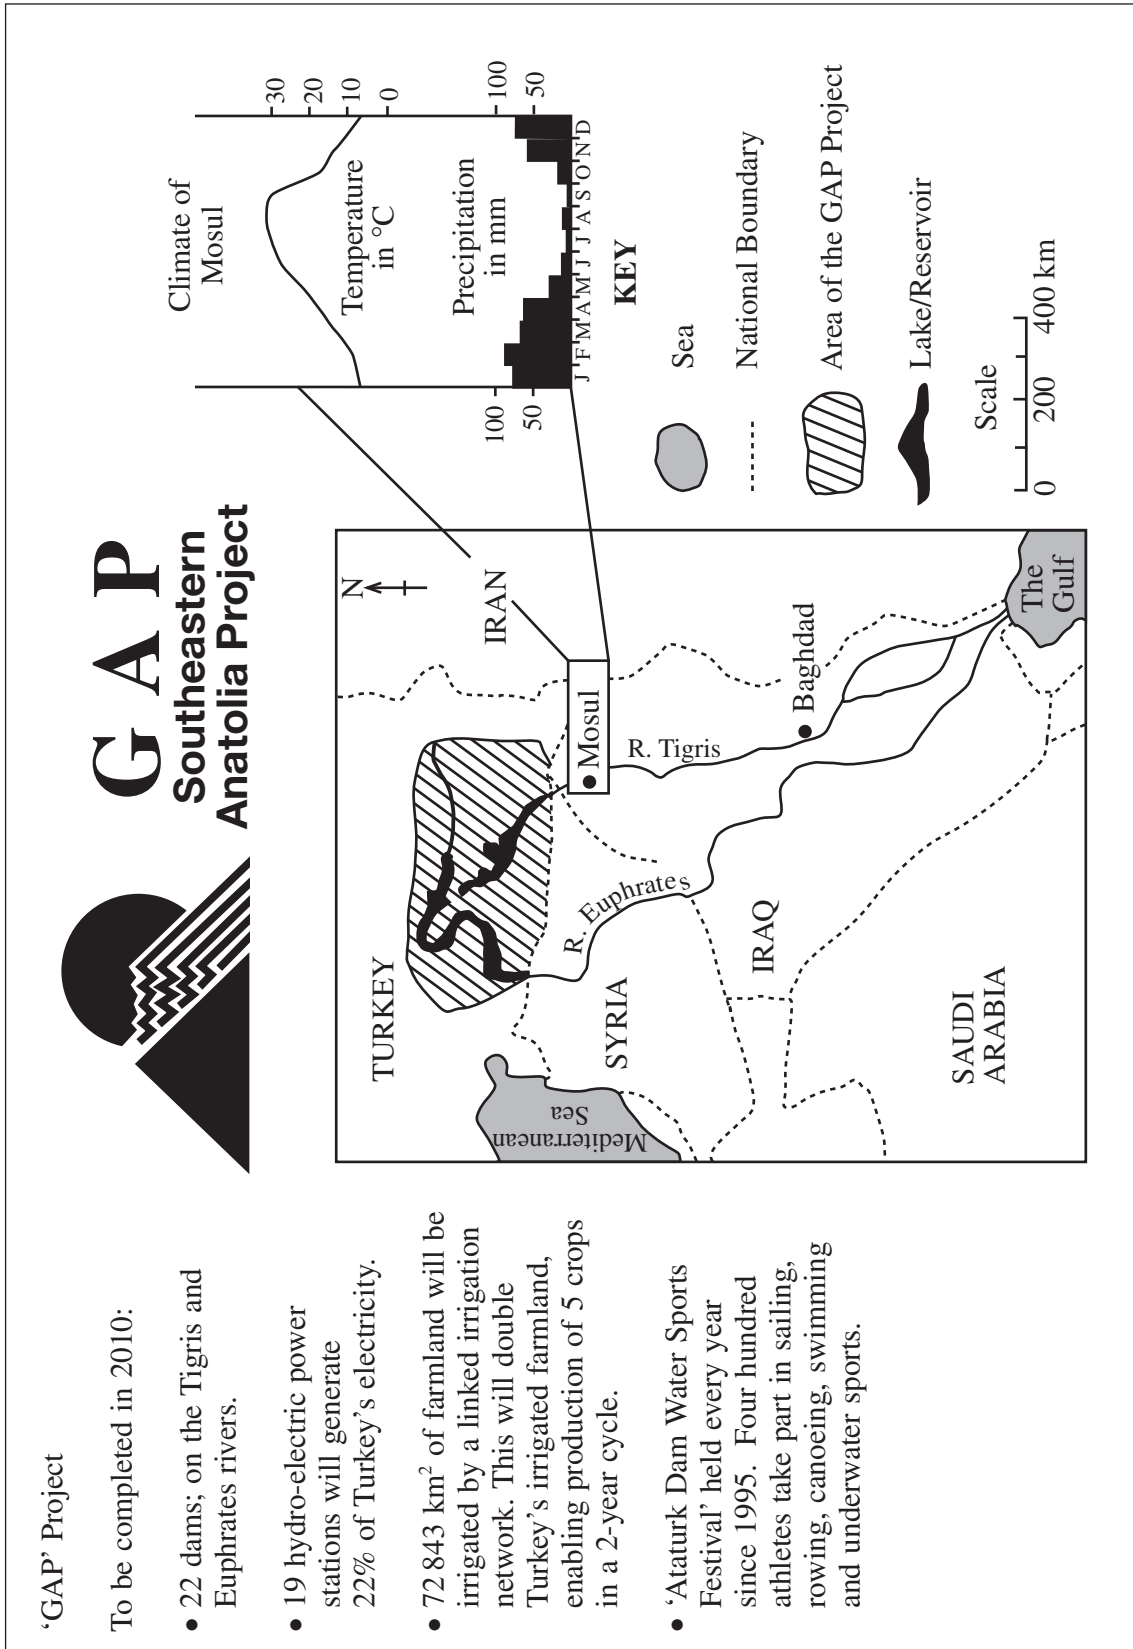 ‘GAP’ Project
To be completed in 2010:
• 22 dams; on the Tigris and
Euphrates rivers.
• 19 hydro-electric power
stations will generate
22% of Turkey’s electricity.
• 72 843 km² of farmland will be
irrigated by a linked irrigation
network. This will double
Turkey’s irrigated farmland,
enabling production of 5 crops
in a 2-year cycle.
• ‘Ataturk Dam Water Sports
Festival’ held every year
since 1995. Four hundred
athletes take part in sailing,
rowing, canoeing, swimming
and underwater sports.
G A P
Southeastern
Anatolia Project
TURKEY
Mediterranean
Sea
SYRIA
R. Euphrates
IRAQ
SAUDI
ARABIA
N
IRAN
Mosul
R. Tigris
Baghdad
The
Gulf
Climate of
Mosul
30
20
10
0
Temperature
in °C
Precipitation
in mm
100
50
100
50
J F M A M J J A S O N D
KEY
Sea
National Boundary
Area of the GAP Project
Lake/Reservoir
Scale
0 200 400 km